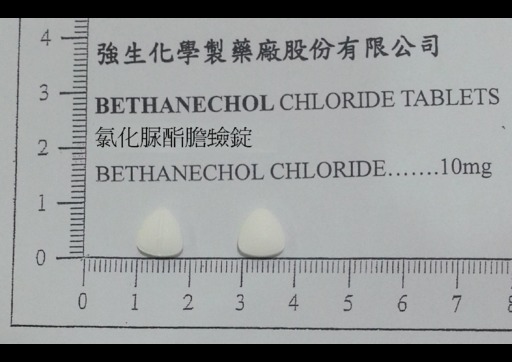 強生化學製藥廠股份有限公司
BETHANECHOL CHLORIDE TABLETS
氯化脲酯膽鹼錠
BETHANECHOL CHLORIDE.......10mg
4
3
2
1
0
0 1 2 3 4 5 6 7 8